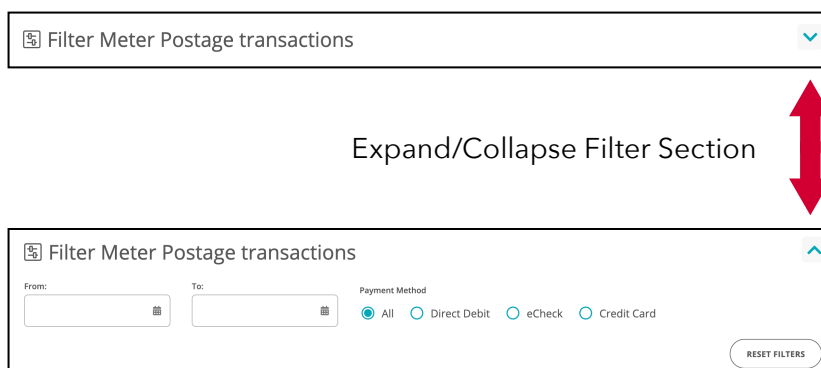 Filter Meter Postage transactions
Expand/Collapse Filter Section
Filter Meter Postage transactions
From: To: Payment Method
All Direct Debit eCheck Credit Card
RESET FILTERS